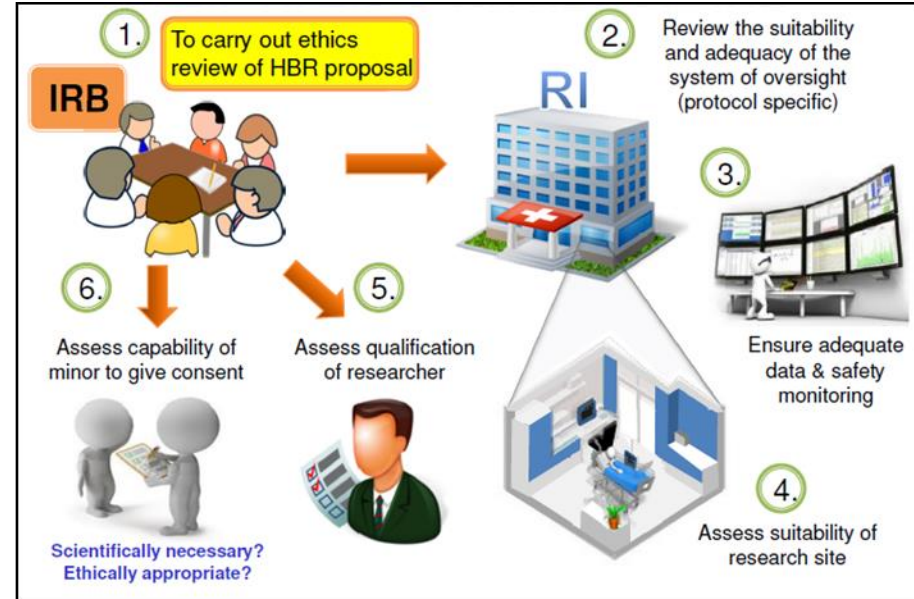 1.
To carry out ethics
review of HBR proposal
IRB
2.
Review the suitability
and adequacy of the
system of oversight
(protocol specific)
RI
3.
Ensure adequate
data & safety
monitoring
4.
Assess suitability of
research site
5.
Assess qualification
of researcher
6.
Assess capability of
minor to give consent
Scientifically necessary?
Ethically appropriate?